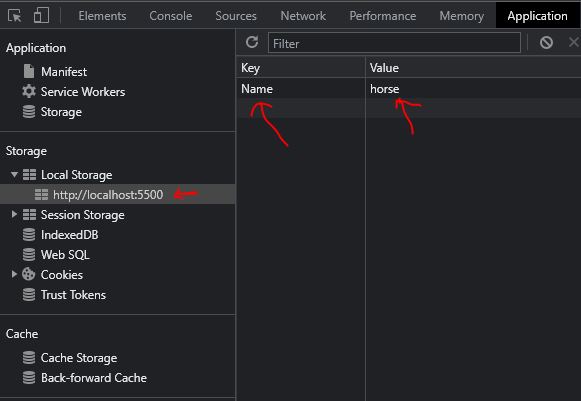 Elements Console Sources Network Performance Memory Application
Application
Manifest
Service Workers
Storage
Storage
Local Storage
http://localhost:5500
Session Storage
IndexedDB
Web SQL
Cookies
Trust Tokens
Cache
Cache Storage
Back-forward Cache
Filter
Key Value
Name horse